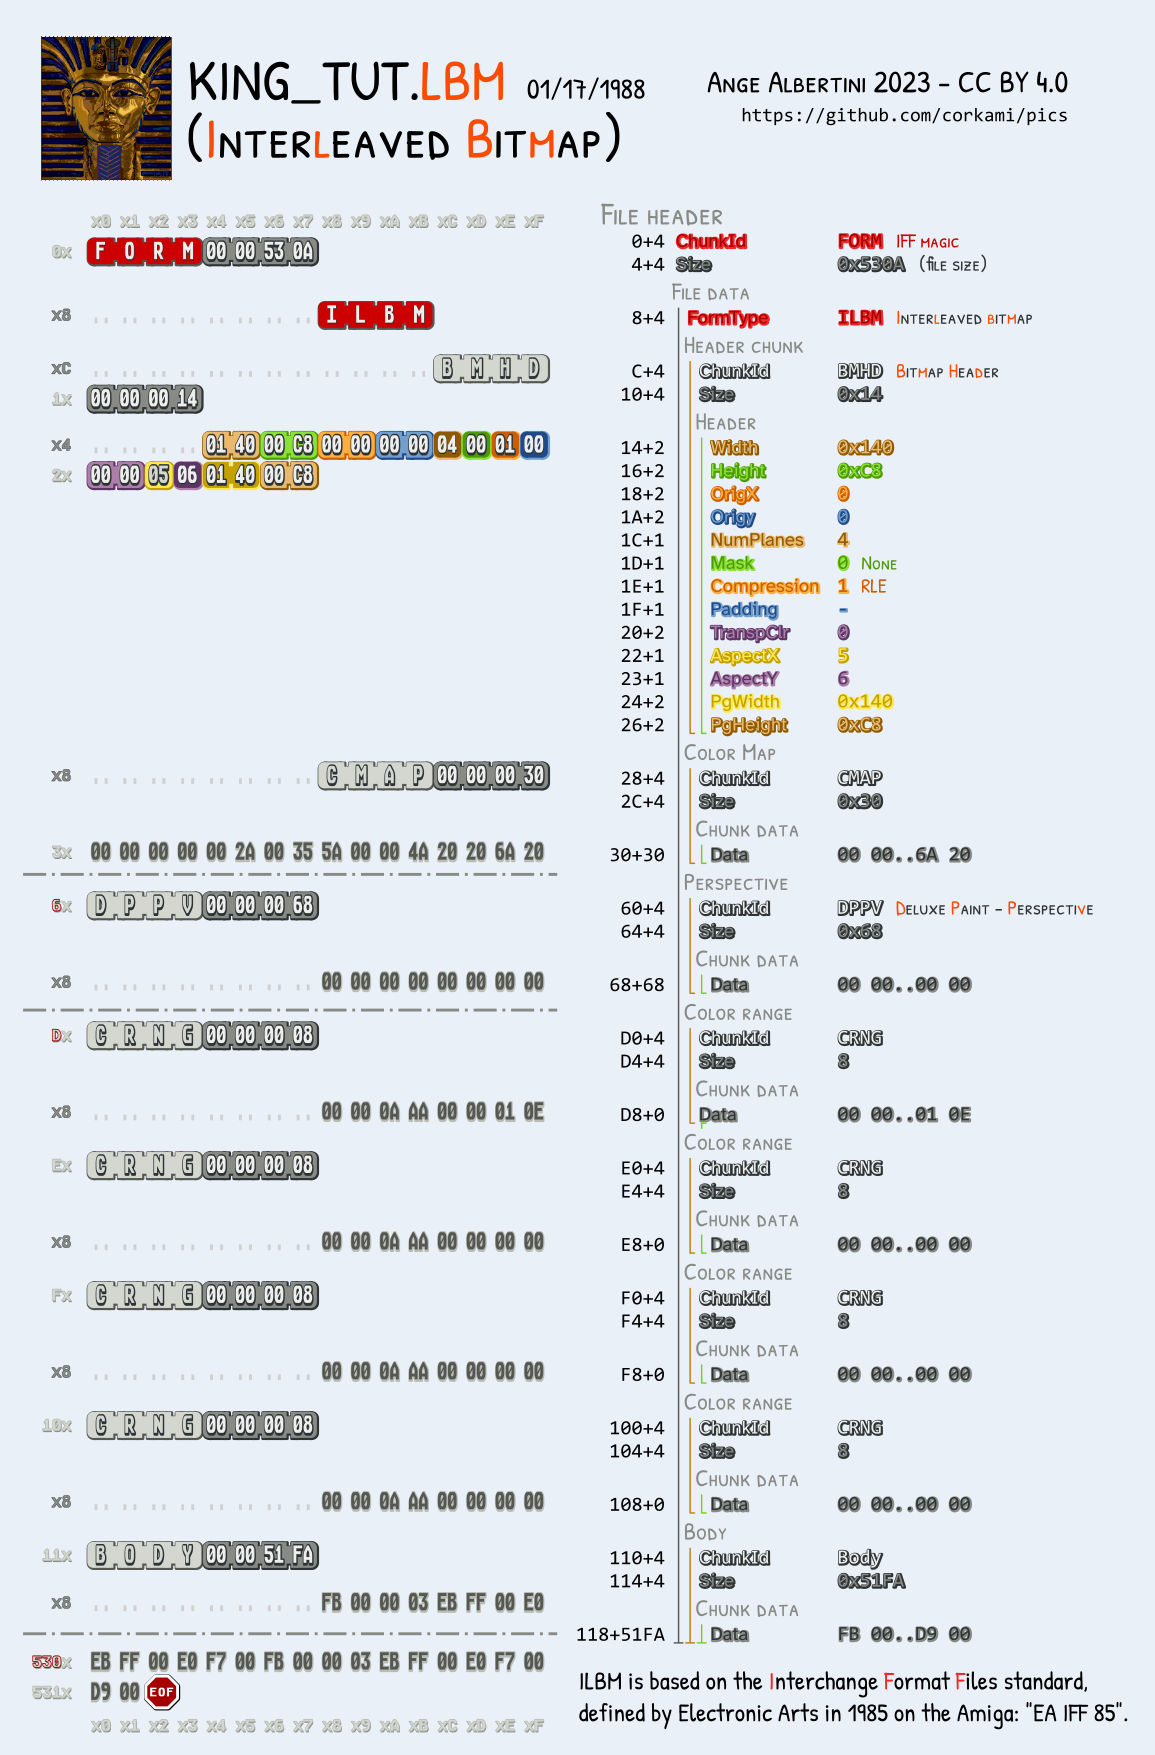 KING_TUT.LBM 01/17/1988
(Interleaved Bitmap)
Ange Albertini 2023 - CC BY 4.0
https://github.com/corkami/pics
x0 x1 x2 x3 x4 x5 x6 x7 x8 x9 xA xB xC xD xE xF
0x F O R M 00 00 53 0A
x8 .. .. .. .. .. .. .. .. I L B M
xC .. .. .. .. .. .. .. .. .. .. .. .. B M H D
1x 00 00 00 14
x4 .. .. .. .. 01 40 00 C8 00 00 00 00 04 00 01 00
2x 00 00 05 06 01 40 00 C8
x8 .. .. .. .. .. .. .. .. C M A P 00 00 00 30
3x 00 00 00 00 00 2A 00 35 5A 00 00 4A 20 20 6A 20
6x D P P V 00 00 00 68
x8 .. .. .. .. .. .. .. .. 00 00 00 00 00 00 00 00
Dx C R N G 00 00 00 08
x8 .. .. .. .. .. .. .. .. 00 00 0A AA 00 00 01 0E
Ex C R N G 00 00 00 08
x8 .. .. .. .. .. .. .. .. 00 00 0A AA 00 00 00 00
Fx C R N G 00 00 00 08
x8 .. .. .. .. .. .. .. .. 00 00 0A AA 00 00 00 00
10x C R N G 00 00 00 08
x8 .. .. .. .. .. .. .. .. 00 00 0A AA 00 00 00 00
11x B O D Y 00 00 51 FA
x8 .. .. .. .. .. .. .. .. FB 00 00 03 EB FF 00 E0
530x EB FF 00 E0 F7 00 FB 00 00 03 EB FF 00 E0 F7 00
531x D9 00 EOF
x0 x1 x2 x3 x4 x5 x6 x7 x8 x9 xA xB xC xD xE xF
File header
0+4 ChunkId FORM IFF magic
4+4 Size 0x530A (file size)
File data
8+4 FormType ILBM Interleaved bitmap
Header chunk
C+4 ChunkId BMHD Bitmap Header
10+4 Size 0x14
Header
14+2 Width 0x140
16+2 Height 0xC8
18+2 OrigX 0
1A+2 Origy 0
1C+1 NumPlanes 4
1D+1 Mask 0 None
1E+1 Compression 1 RLE
1F+1 Padding -
20+2 TranspClr 0
22+1 AspectX 5
23+1 AspectY 6
24+2 PgWidth 0x140
26+2 PgHeight 0xC8
Color Map
28+4 ChunkId CMAP
2C+4 Size 0x30
Chunk data
30+30 Data 00 00..6A 20
Perspective
60+4 ChunkId DPPV Deluxe Paint - Perspective
64+4 Size 0x68
Chunk data
68+68 Data 00 00..00 00
Color range
D0+4 ChunkId CRNG
D4+4 Size 8
Chunk data
D8+0 Data 00 00..01 0E
Color range
E0+4 ChunkId CRNG
E4+4 Size 8
Chunk data
E8+0 Data 00 00..00 00
Color range
F0+4 ChunkId CRNG
F4+4 Size 8
Chunk data
F8+0 Data 00 00..00 00
Color range
100+4 ChunkId CRNG
104+4 Size 8
Chunk data
108+0 Data 00 00..00 00
Body
110+4 ChunkId Body
114+4 Size 0x51FA
Chunk data
118+51FA Data FB 00..D9 00
ILBM is based on the Interchange Format Files standard,
defined by Electronic Arts in 1985 on the Amiga: "EA IFF 85".